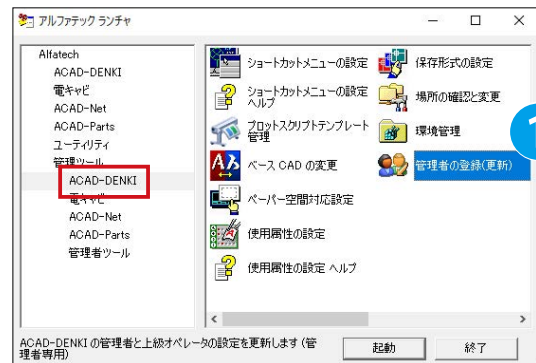 アルファテック ランチャ
Alfatech
ACAD-DENKI
電キャビ
ACAD-Net
ACAD-Parts
ユーティリティ
管理ツール
ACAD-DENKI
電キャビ
ACAD-Net
ACAD-Parts
管理者ツール
ショートカットメニューの設定
ショートカットメニューの設定
ヘルプ
プロットスクリプトテンプレート
管理
ベース CAD の変更
ペーパー空間対応設定
使用属性の設定
使用属性の設定 ヘルプ
保存形式の設定
場所の確認と変更
環境管理
管理者の登録(更新)
1
ACAD-DENKI の管理者と上級オペレータの設定を更新します (管
理者専用)
起動
終了